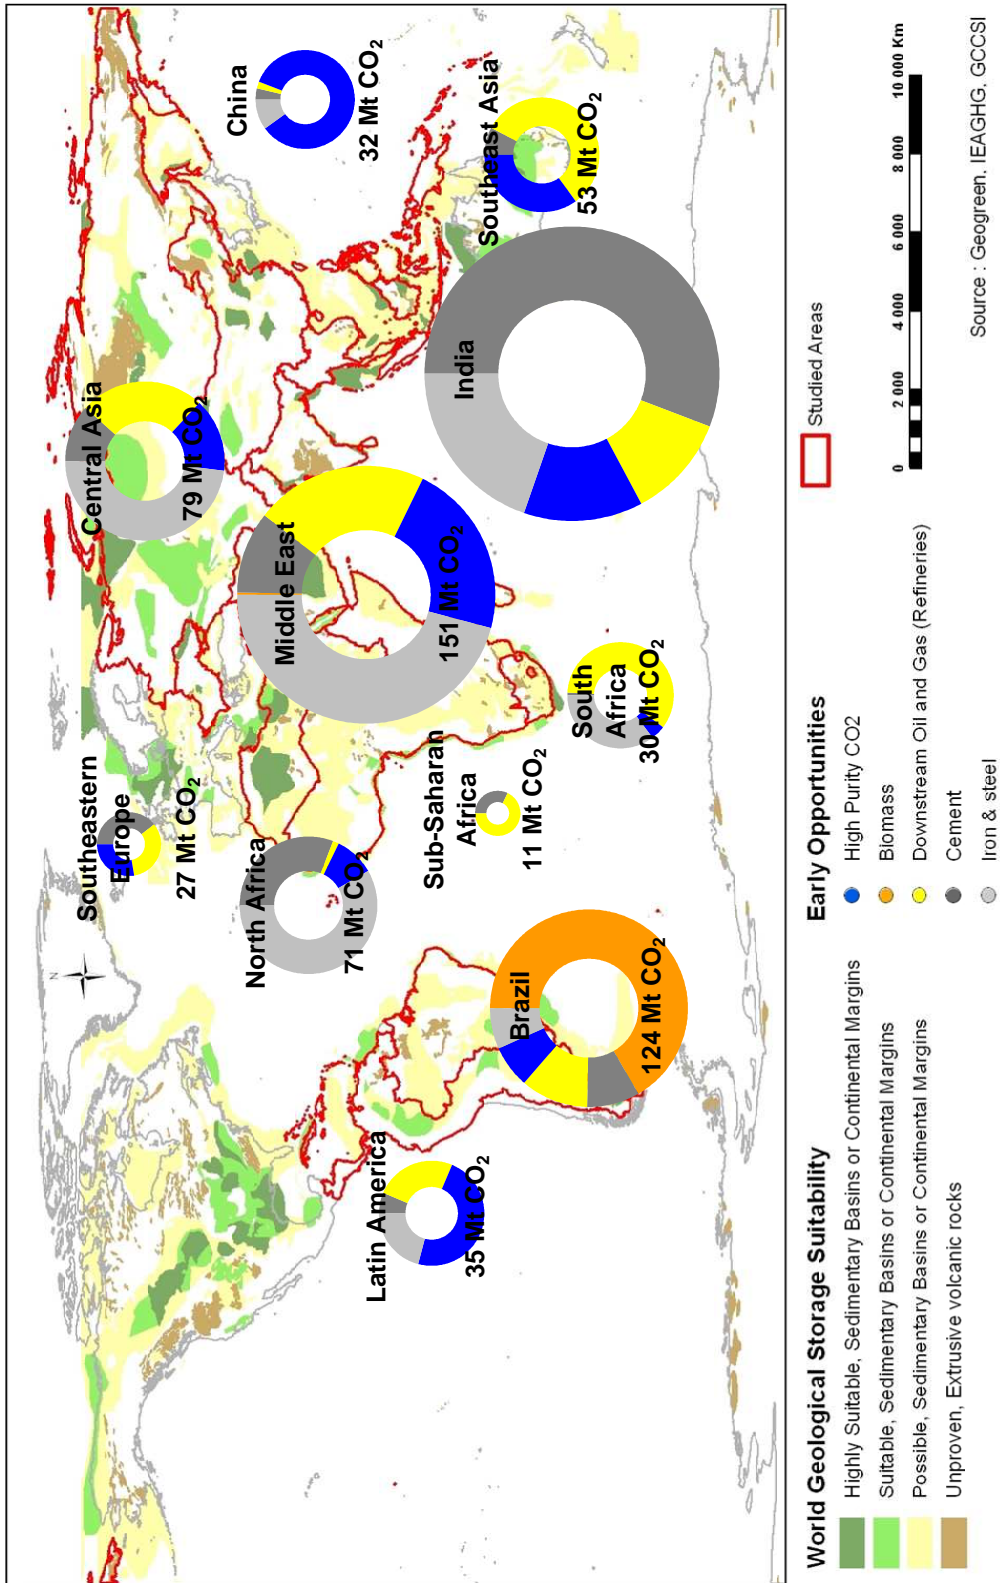 N
Southeastern
Europe
27 Mt CO2
Central Asia
79 Mt CO2
China
32 Mt CO2
North Africa
71 Mt CO2
Middle East
151 Mt CO2
India
Southeast Asia
53 Mt CO2
Latin America
35 Mt CO2
Brazil
124 Mt CO2
Sub-Saharan
Africa
11 Mt CO2
South
Africa
30 Mt CO2
World Geological Storage Suitability
Highly Suitable, Sedimentary Basins or Continental Margins
Suitable, Sedimentary Basins or Continental Margins
Possible, Sedimentary Basins or Continental Margins
Unproven, Extrusive volcanic rocks
Early Opportunities
High Purity CO2
Biomass
Downstream Oil and Gas (Refineries)
Cement
Iron & steel
Studied Areas
0 2 000 4 000 6 000 8 000 10 000 Km
Source : Geogreen, IEAGHG, GCCSI